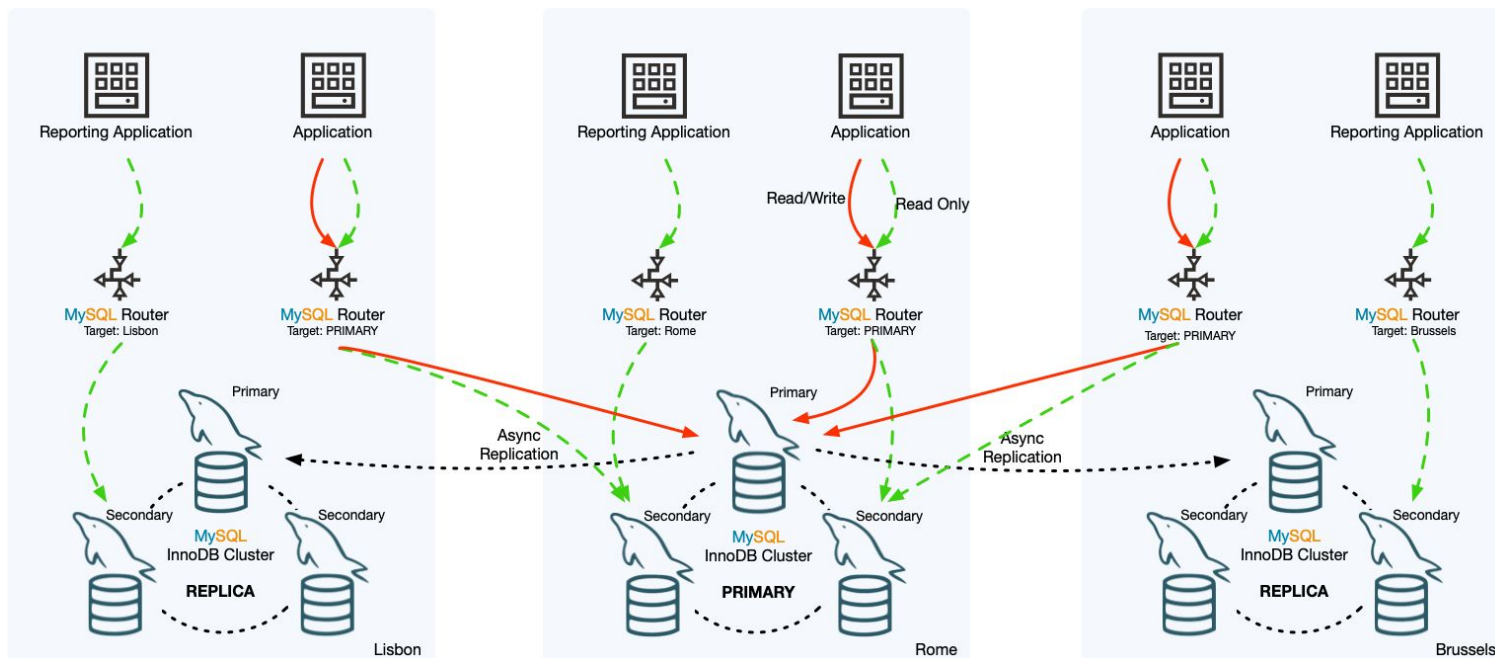 Reporting Application
Application
Reporting Application
Application
Application
Reporting Application
Read/Write
Read Only
MySQL Router
Target: Lisbon
MySQL Router
Target: PRIMARY
MySQL Router
Target: Rome
MySQL Router
Target: PRIMARY
MySQL Router
Target: PRIMARY
MySQL Router
Target: Brussels
Primary
Primary
Primary
Async
Replication
Async
Replication
Secondary
Secondary
MySQL
InnoDB Cluster
REPLICA
Lisbon
Secondary
Secondary
MySQL
InnoDB Cluster
PRIMARY
Rome
Secondary
Secondary
MySQL
InnoDB Cluster
REPLICA
Brussels